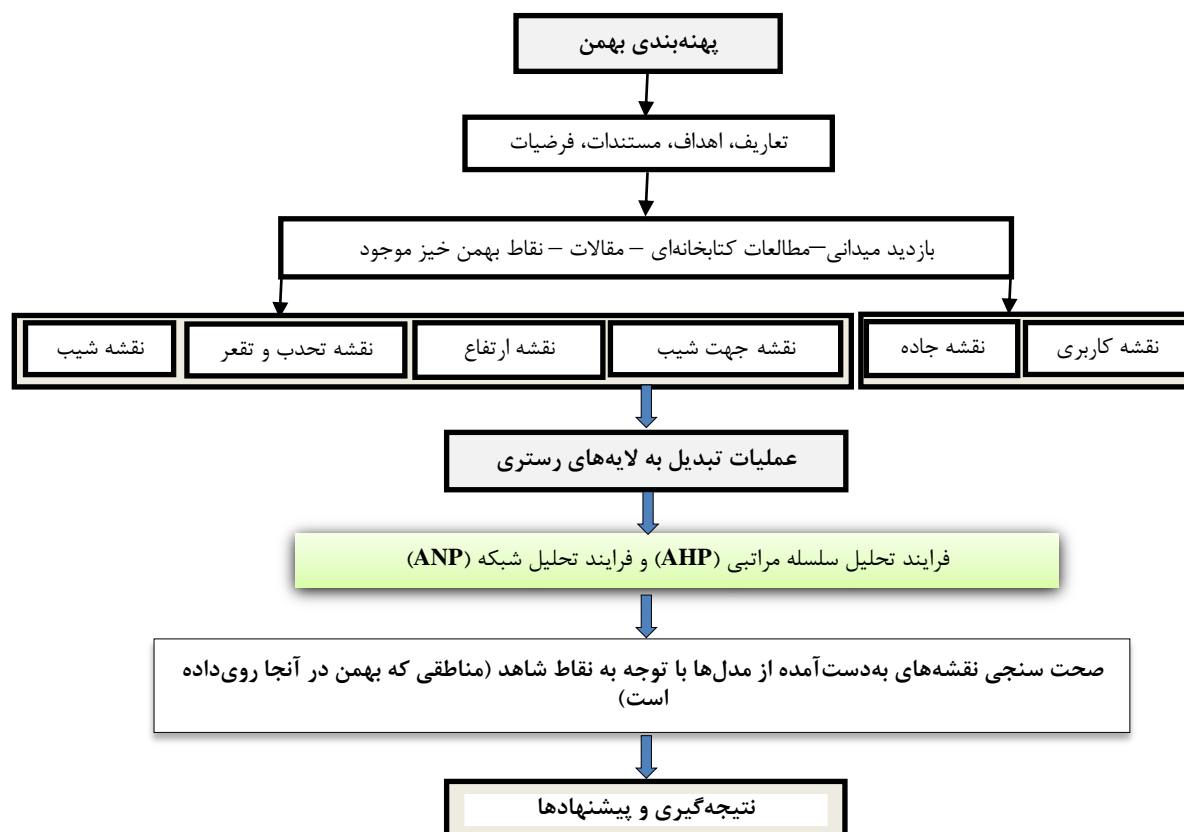 پهنه‌بندی بهمن
تعاریف، اهداف، مستندات، فرضیات
بازدید میدانی–مطالعات کتابخانه‌ای – مقالات – نقاط بهمن خیز موجود
نقشه کاربری
نقشه جاده
نقشه جهت شیب
نقشه ارتفاع
نقشه تحدب و تقعر
نقشه شیب
عملیات تبدیل به لایه‌های رستری
فرایند تحلیل سلسله مراتبی (AHP) و فرایند تحلیل شبکه (ANP)
صحت سنجی نقشه‌های به‌دست‌آمده از مدل‌ها با توجه به نقاط شاهد (مناطقی که بهمن در آنجا روی‌داده
است)
نتیجه‌گیری و پیشنهادها